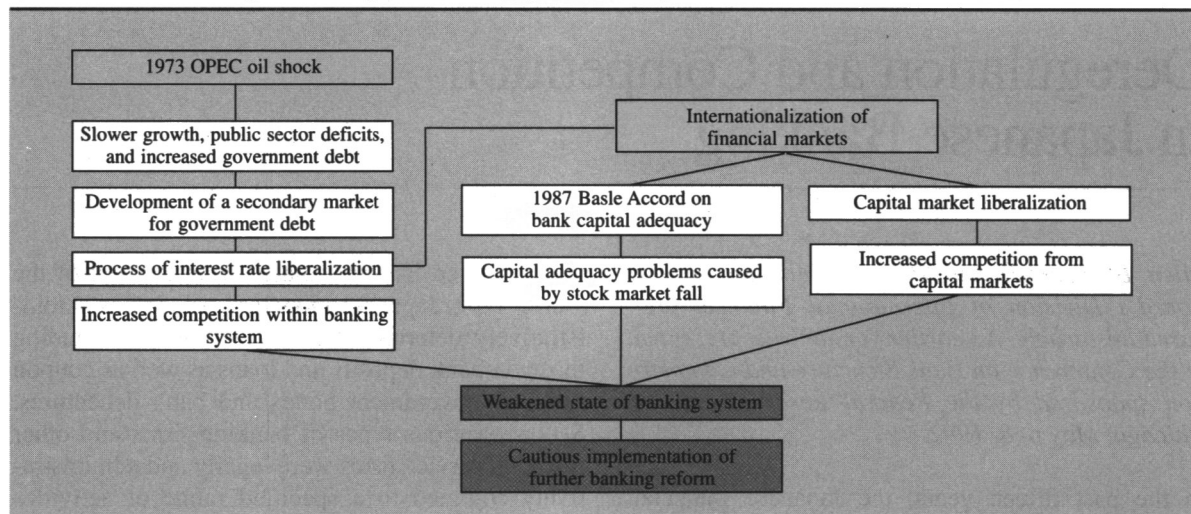 1973 OPEC oil shock
Slower growth, public sector deficits,
and increased government debt
Development of a secondary market
for government debt
Process of interest rate liberalization
Increased competition within banking
system
Internationalization of
financial markets
1987 Basle Accord on
bank capital adequacy
Capital adequacy problems caused
by stock market fall
Capital market liberalization
Increased competition from
capital markets
Weakened state of banking system
Cautious implementation of
further banking reform